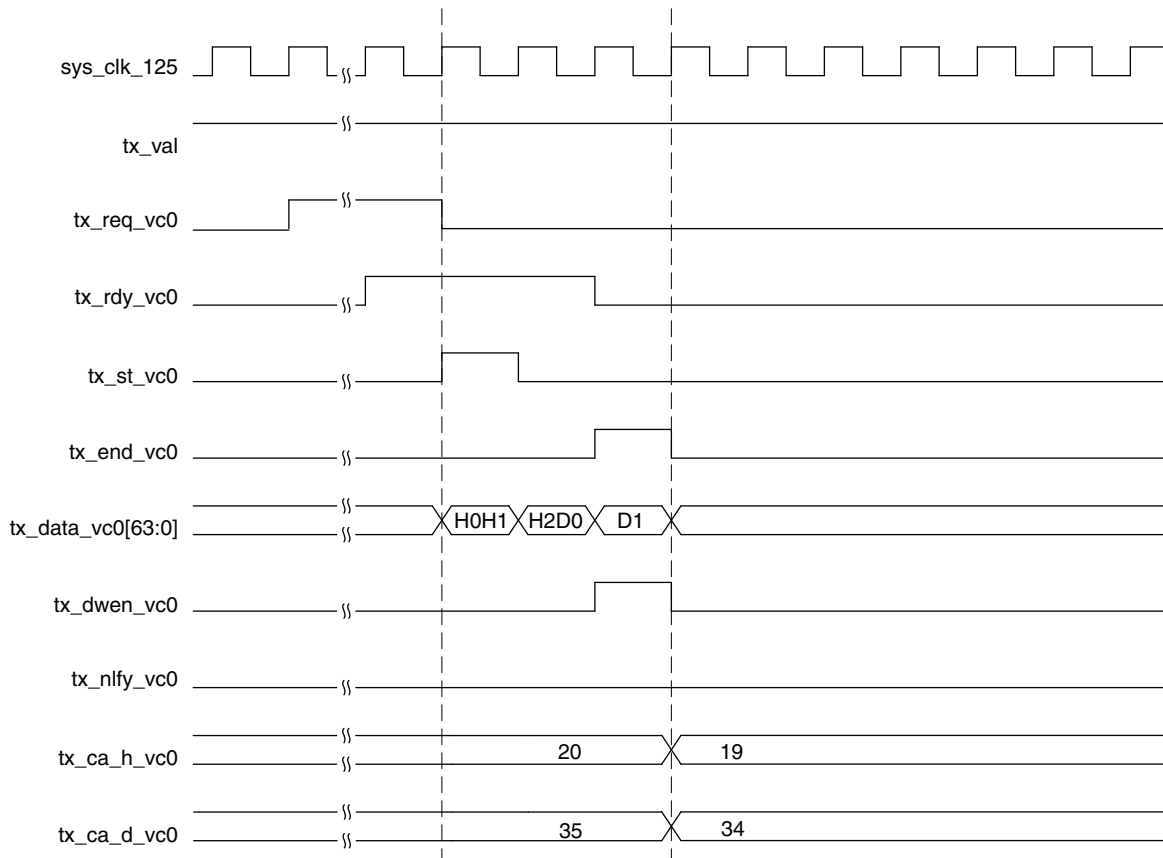 sys_clk_125
tx_val
tx_req_vc0
tx_rdy_vc0
tx_st_vc0
tx_end_vc0
tx_data_vc0[63:0] H0H1 H2D0 D1
tx_dwen_vc0
tx_nlfy_vc0
tx_ca_h_vc0 20 19
tx_ca_d_vc0 35 34